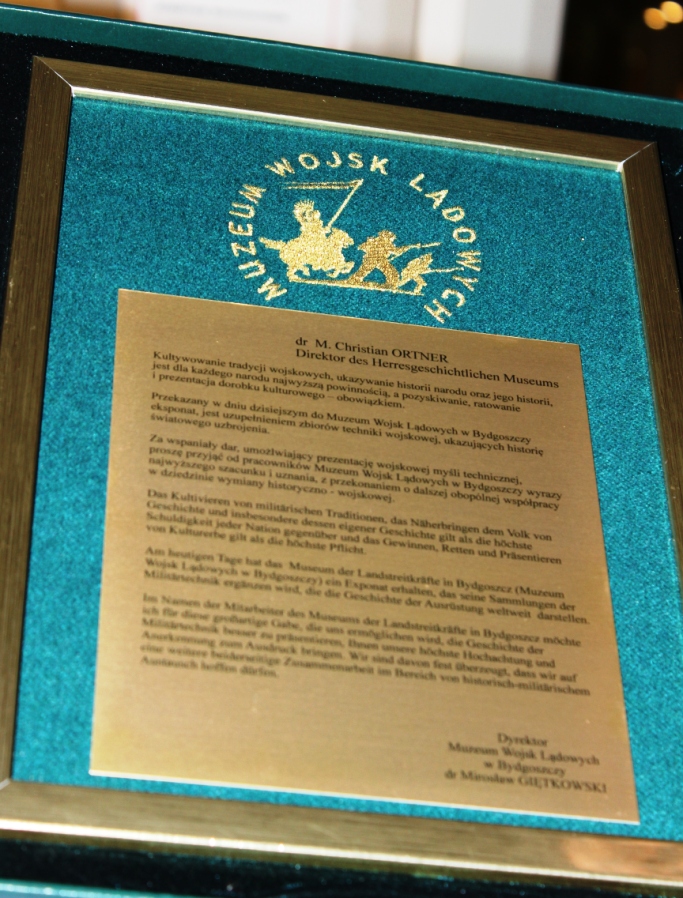 MUZEUM WOJSK LĄDOWYCH
dr M. Christian ORTNER
Direktor des Herresgeschichtlichen Museums
Kultywowanie tradycji wojskowych, ukazywanie historii narodu oraz jego historii,
jest dla każdego narodu najwyższą powinnością, a pozyskiwanie, ratowanie
i prezentacja dorobku kulturowego – obowiązkiem.
Przekazany w dniu dzisiejszym do Muzeum Wojsk Lądowych w Bydgoszczy
eksponat, jest uzupełnieniem zbiorów techniki wojskowej, ukazujących historię
światowego uzbrojenia.
Za wspaniały dar, umożlwiający prezentację wojskowej myśli technicznej,
proszę przyjąć od pracowników Muzeum Wojsk Lądowych w Bydgoszczy wyrazy
najwyższego szacunku i uznania, z przekonaniem o dalszej obopólnej współpracy
w dziedzinie wymiany historyczno - wojskowej.
Das Kultivieren von militärischen Traditionen, das Näherbringen dem Volk von
Geschichte und insbesondere dessen eigener Geschichte gilt als die höchste
Schuldigkeit jeder Nation gegenüber und das Gewinnen, Retten und Präsentieren
von Kulturerbe gilt als die höchste Pflicht.
Am heutigen Tage hat das Museum der Landstreitkräfte in Bydgoszcz (Muzeum
Wojsk Lądowych w Bydgoszczy) ein Exponat erhalten, das seine Sammlungen der
Militärtechnik ergänzen wird, die die Geschichte der Ausrüstung weltweit darstellen.
Im Namen der Mitarbeiter des Museums der Landstreitkräfte in Bydgoszcz möchte
ich für diese großartige Gabe, die uns ermöglichen wird, die Geschichte der
Militärtechnik besser zu präsentieren, Ihnen unsere höchste Hochachtung und
Anerkennung zum Ausdruck bringen. Wir sind davon fest überzeugt, dass wir auf
eine weitere beiderseitige Zusammenarbeit im Bereich von historisch-militärischem
Austausch hoffen dürfen.
Dyrektor
Muzeum Wojsk Lądowych
w Bydgoszczy
dr Mirosław GIĘTKOWSKI